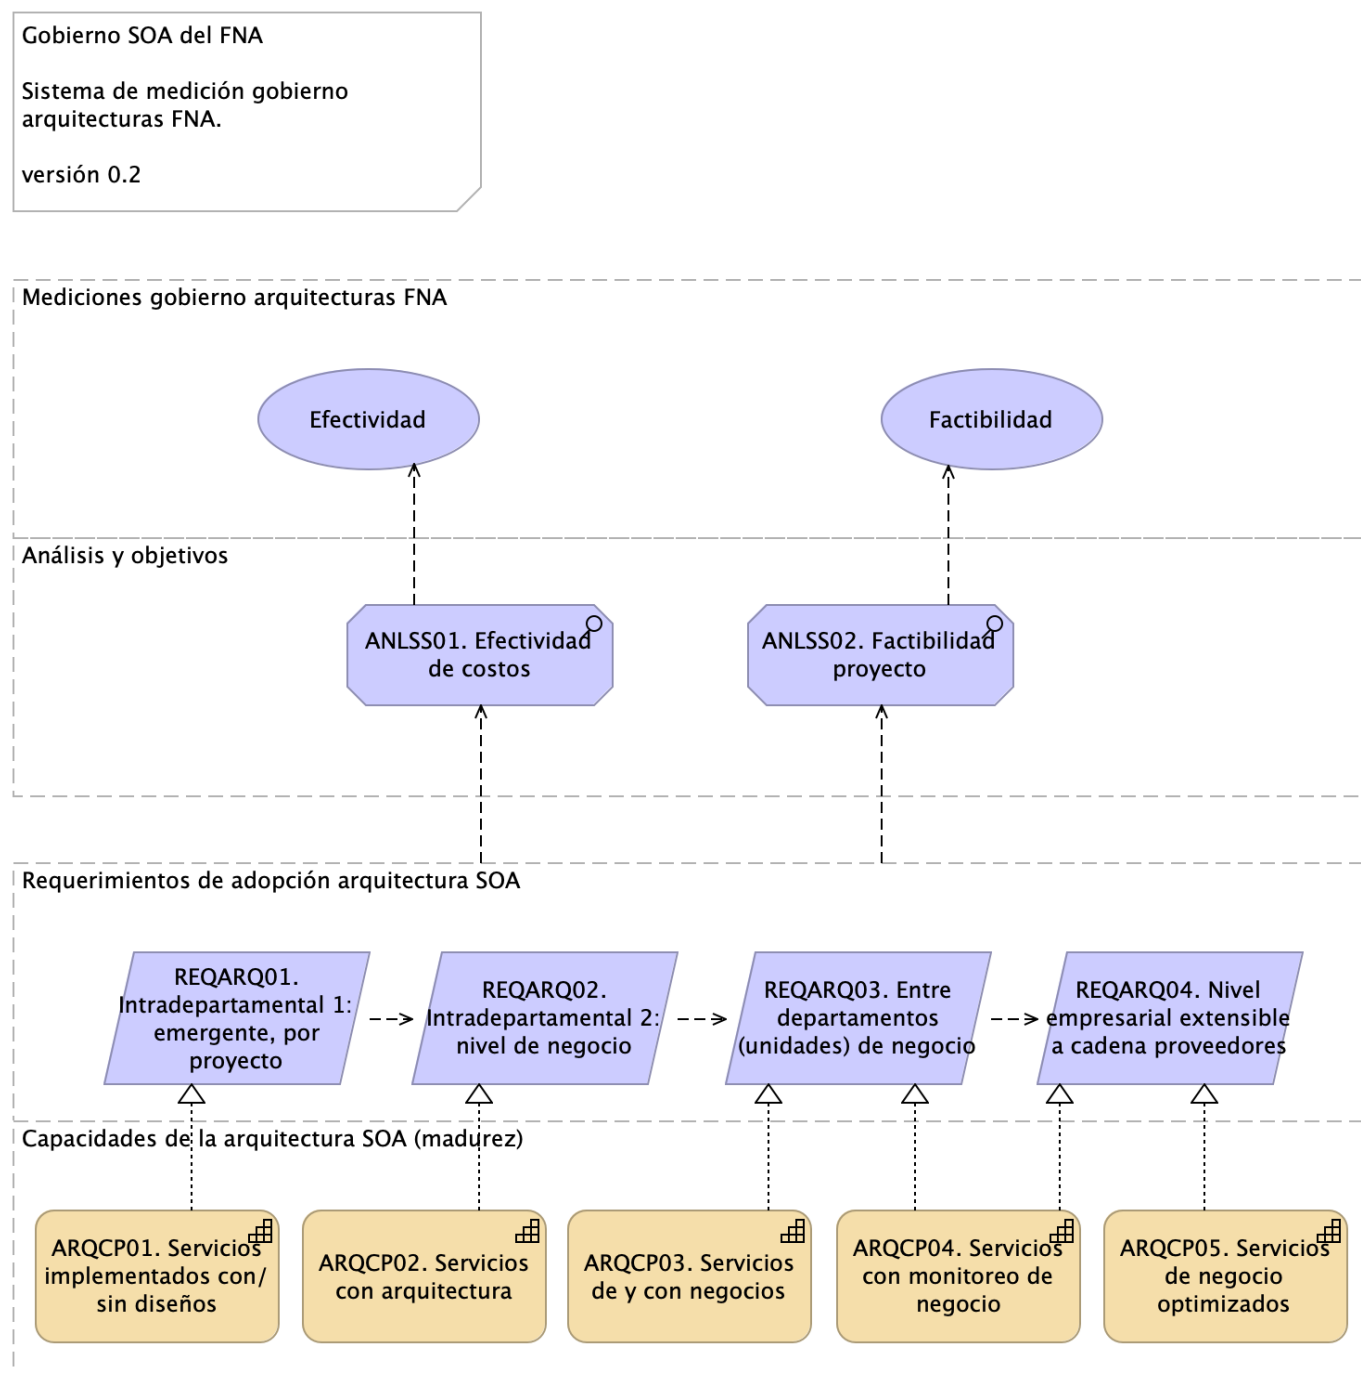 Gobierno SOA del FNA
Sistema de medición gobierno
arquitecturas FNA.
versión 0.2
Mediciones gobierno arquitecturas FNA
Efectividad
Factibilidad
Análisis y objetivos
ANLSS01. Efectividad
de costos
ANLSS02. Factibilidad
proyecto
Requerimientos de adopción arquitectura SOA
REQARQ01.
Intradepartamental 1:
emergente, por
proyecto
REQARQ02.
Intradepartamental 2:
nivel de negocio
REQARQ03. Entre
departamentos
(unidades) de negocio
REQARQ04. Nivel
empresarial extensible
a cadena proveedores
Capacidades de la arquitectura SOA (madurez)
ARQCP01. Servicios
implementados con/
sin diseños
ARQCP02. Servicios
con arquitectura
ARQCP03. Servicios
de y con negocios
ARQCP04. Servicios
con monitoreo de
negocio
ARQCP05. Servicios
de negocio
optimizados